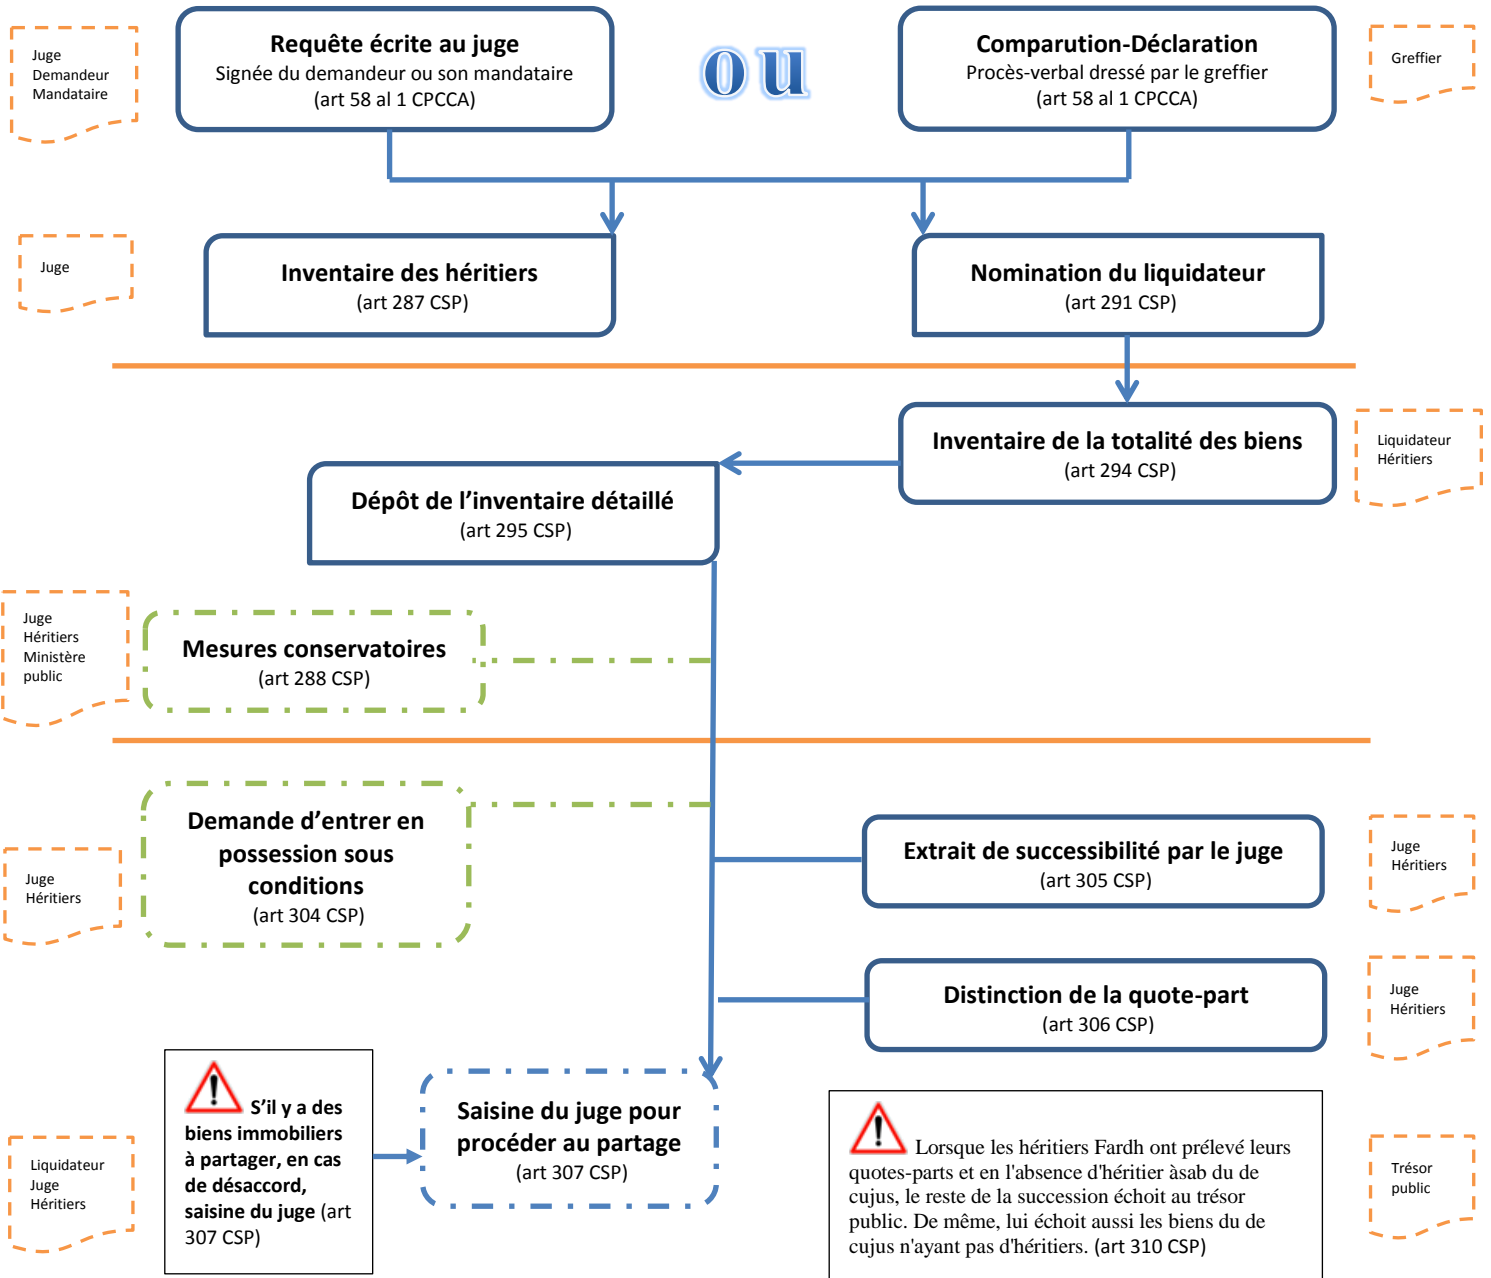 Juge
Demandeur
Mandataire
Requête écrite au juge
Signée du demandeur ou son mandataire
(art 58 al 1 CPCCA)
ou
Comparution-Déclaration
Procès-verbal dressé par le greffier
(art 58 al 1 CPCCA)
Greffier
Juge
Inventaire des héritiers
(art 287 CSP)
Nomination du liquidateur
(art 291 CSP)
Inventaire de la totalité des biens
(art 294 CSP)
Liquidateur
Héritiers
Dépôt de l'inventaire détaillé
(art 295 CSP)
Juge
Héritiers
Ministère
public
Mesures conservatoires
(art 288 CSP)
Demande d'entrer en
possession sous
conditions
(art 304 CSP)
Juge
Héritiers
Extrait de successibilité par le juge
(art 305 CSP)
Juge
Héritiers
Distinction de la quote-part
(art 306 CSP)
Juge
Héritiers
S'il y a des
biens immobiliers
à partager, en cas
de désaccord,
saisine du juge (art
307 CSP)
Liquidateur
Juge
Héritiers
Saisine du juge pour
procéder au partage
(art 307 CSP)
Lorsque les héritiers Fardh ont prélevé leurs
quotes-parts et en l'absence d'héritier àsab du de
cujus, le reste de la succession échoit au trésor
public. De même, lui échoit aussi les biens du de
cujus n'ayant pas d'héritiers. (art 310 CSP)
Trésor
public